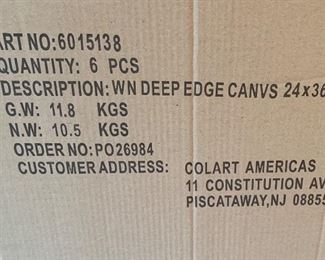 ART NO:6015138
QUANTITY: 6 PCS
DESCRIPTION: WN DEEP EDGE CANVS 24x36
G.W: 11.8 KGS
N.W: 10.5 KGS
ORDER NO: PO26984
CUSTOMER ADDRESS: COLART AMERICAS
11 CONSTITUTION AV
PISCATAWAY,NJ 08855